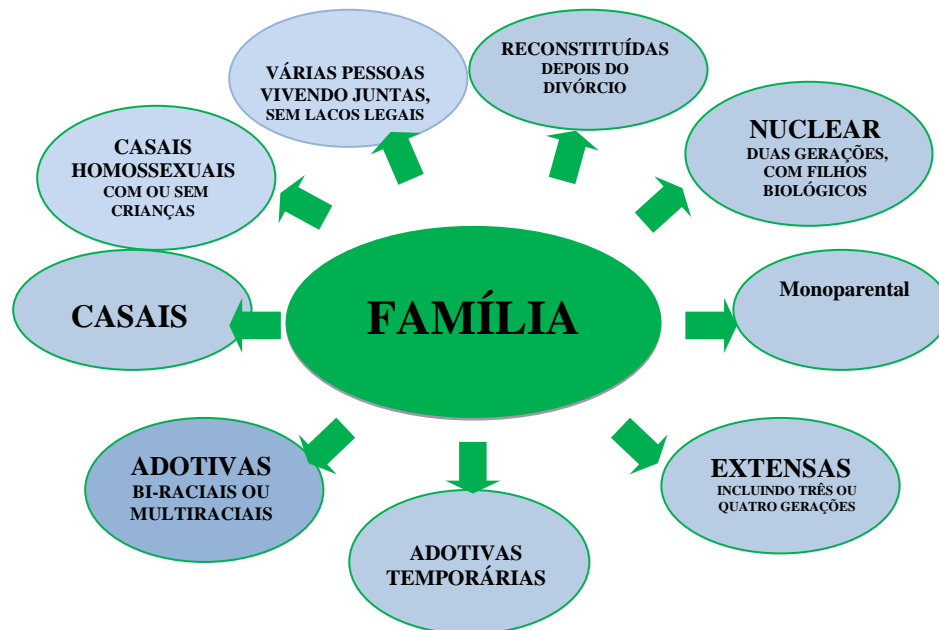 RECONSTITUÍDAS
DEPOIS DO
DIVÓRCIO
VÁRIAS PESSOAS
VIVENDO JUNTAS,
SEM LACOS LEGAIS
NUCLEAR
DUAS GERAÇÕES,
COM FILHOS
BIOLÓGICOS
CASAIS
HOMOSSEXUAIS
COM OU SEM
CRIANÇAS
Monoparental
CASAIS
FAMÍLIA
ADOTIVAS
BI-RACIAIS OU
MULTIRACIAIS
EXTENSAS
INCLUINDO TRÊS OU
QUATRO GERAÇÕES
ADOTIVAS
TEMPORÁRIAS